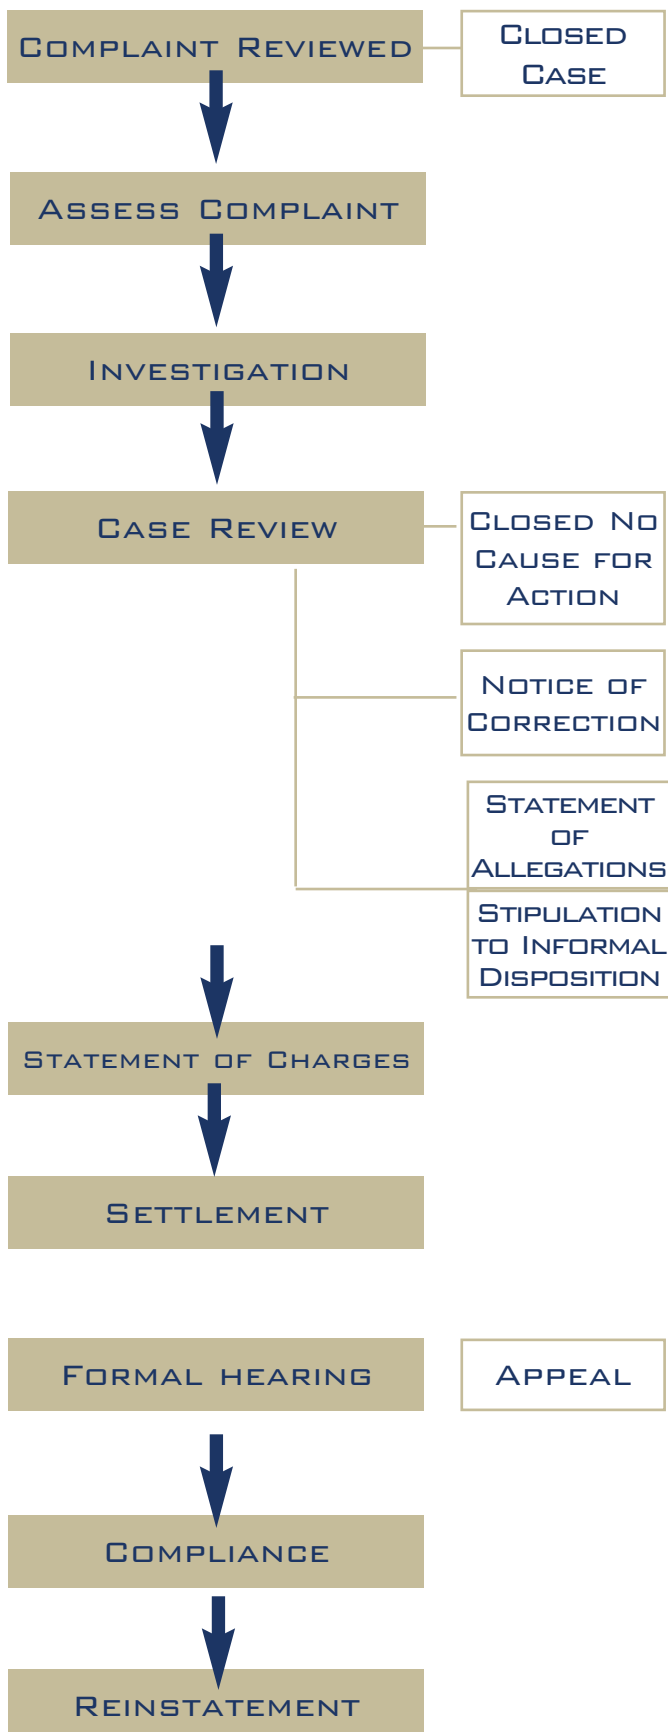 Complaint Reviewed
Closed
Case
Assess Complaint
Investigation
Case Review
Closed No
Cause for
Action
Notice of
Correction
Statement
of
Allegations
Stipulation
to Informal
Disposition
Statement of Charges
Settlement
Formal hearing
Appeal
Compliance
Reinstatement